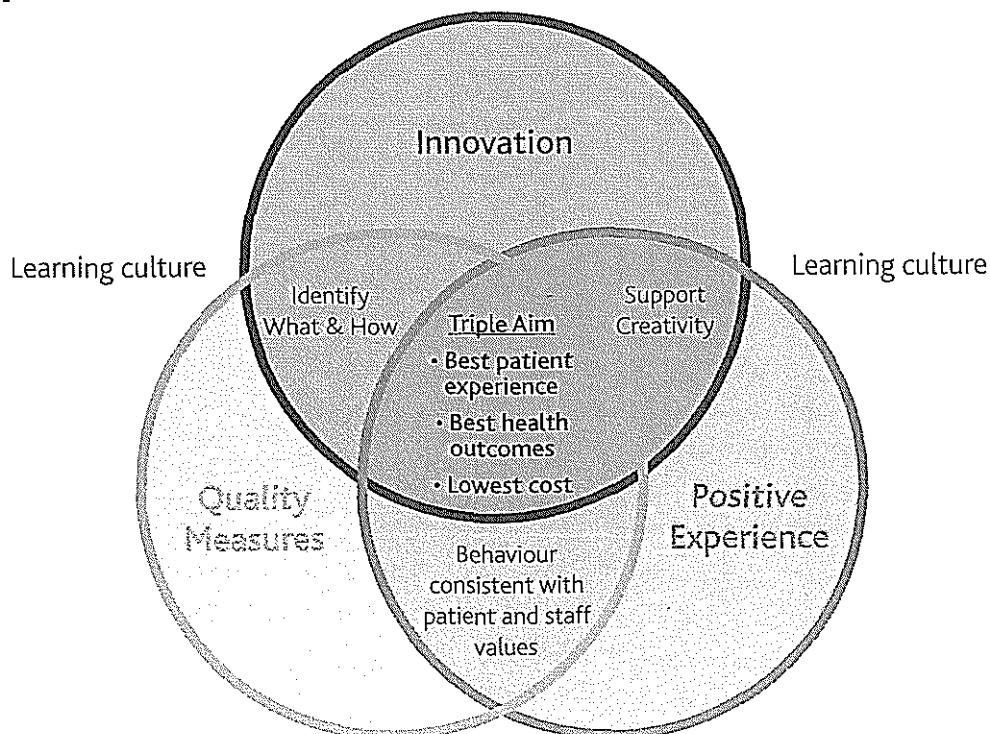 Innovation
Learning culture
Learning culture
Identify
What & How
Support
Creativity
Triple Aim
• Best patient
experience
• Best health
outcomes
• Lowest cost
Quality
Measures
Positive
Experience
Behaviour
consistent with
patient and staff
values